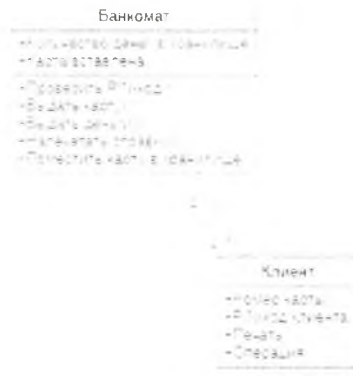 Банкомат
+Количество денег в хранилище
+Карта вставлена
+Проверить PIN-код
+Выдать карту
+Выдать деньги
+Напечатать справку
+Поместить карту в хранилище
Клиент
+Номер карты
+PIN-код клиента
+Печать
+Операция